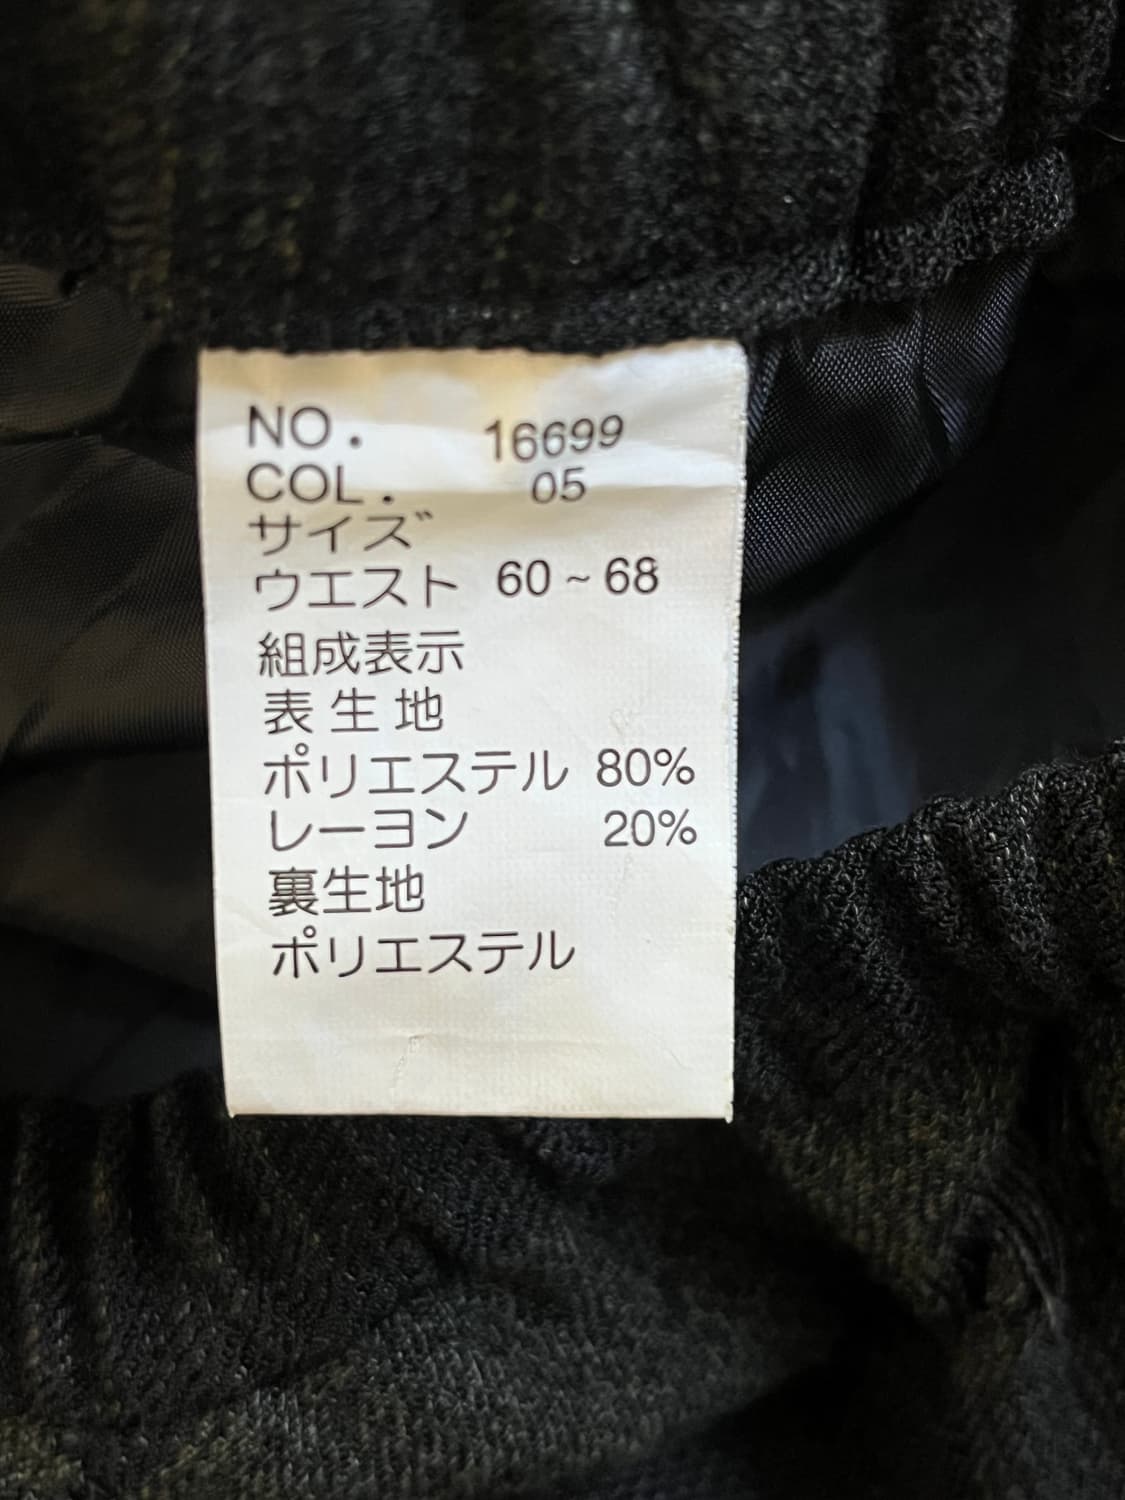 NO. 16699
COL. 05
サイズ
ウエスト 60~68
組成表示
表生地
ポリエステル 80%
レーヨン 20%
裏生地
ポリエステル